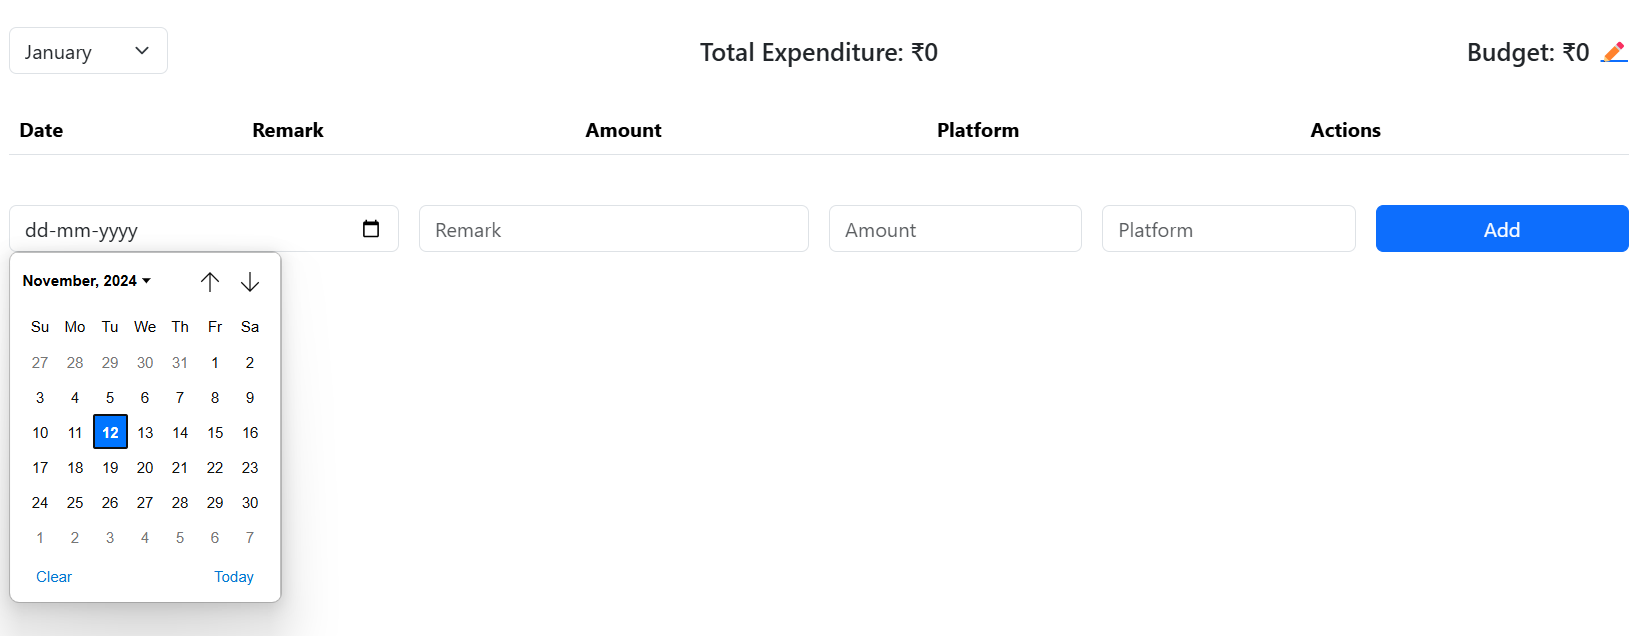 January Total Expenditure: ₹0 Budget: ₹0
Date Remark Amount Platform Actions
dd-mm-yyyy Remark Amount Platform Add
November, 2024
Su Mo Tu We Th Fr Sa
27 28 29 30 31 1 2
3 4 5 6 7 8 9
10 11 12 13 14 15 16
17 18 19 20 21 22 23
24 25 26 27 28 29 30
1 2 3 4 5 6 7
Clear Today